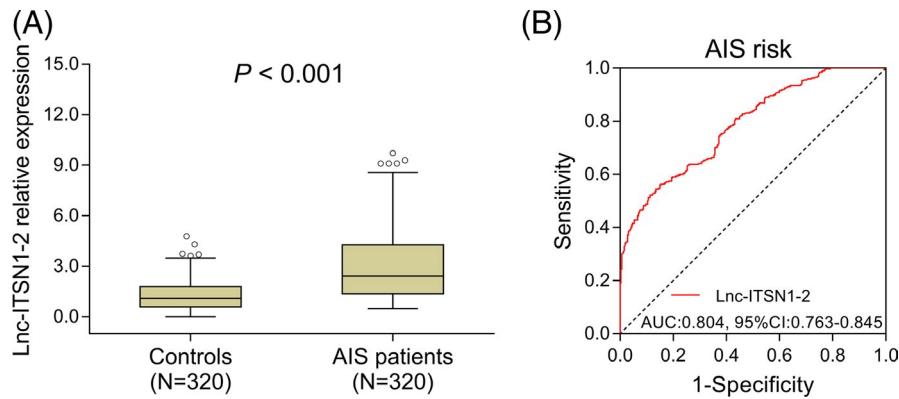 (A)
P < 0.001
Lnc-ITSN1-2 relative expression
15.0
12.0
9.0
6.0
3.0
0.0
Controls
(N=320)
AIS patients
(N=320)
(B)
AIS risk
Sensitivity
1.0
0.8
0.6
0.4
0.2
0.0
Lnc-ITSN1-2
AUC:0.804, 95%CI:0.763-0.845
0.0 0.2 0.4 0.6 0.8 1.0
1-Specificity